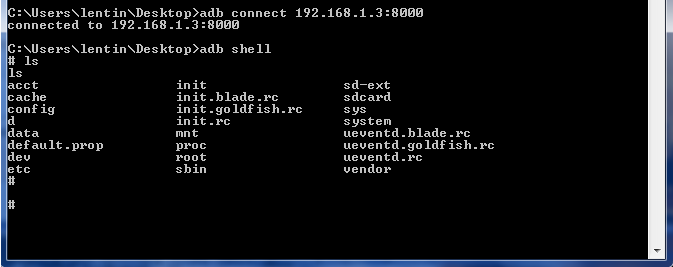 C:\Users\lentin\Desktop>adb connect 192.168.1.3:8000
connected to 192.168.1.3:8000
C:\Users\lentin\Desktop>adb shell
# ls
ls
acct init sd-ext
cache init.blade.rc sdcard
config init.goldfish.rc sys
d init.rc system
data mnt ueventd.blade.rc
default.prop proc ueventd.goldfish.rc
dev root ueventd.rc
etc sbin vendor
#
#